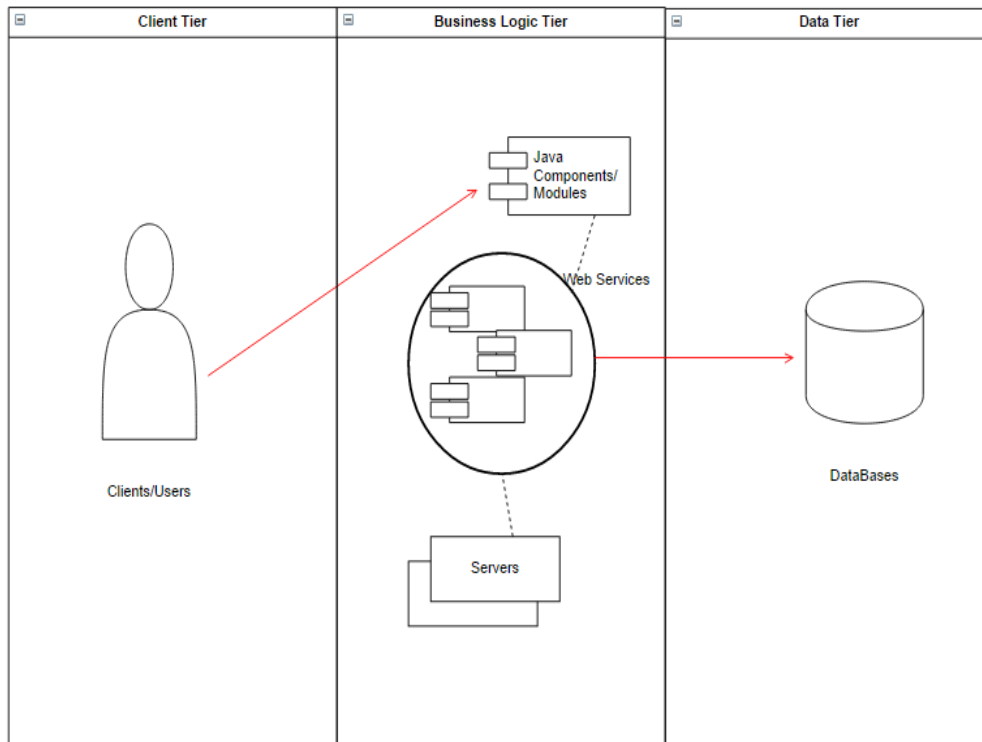 Client Tier
Business Logic Tier
Data Tier
Java
Components/
Modules
Web Services
Clients/Users
DataBases
Servers